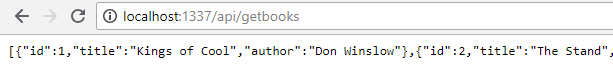 localhost:1337/api/getbooks
[{"id":1,"title":"Kings of Cool","author":"Don Winslow"},{"id":2,"title":"The Stand",